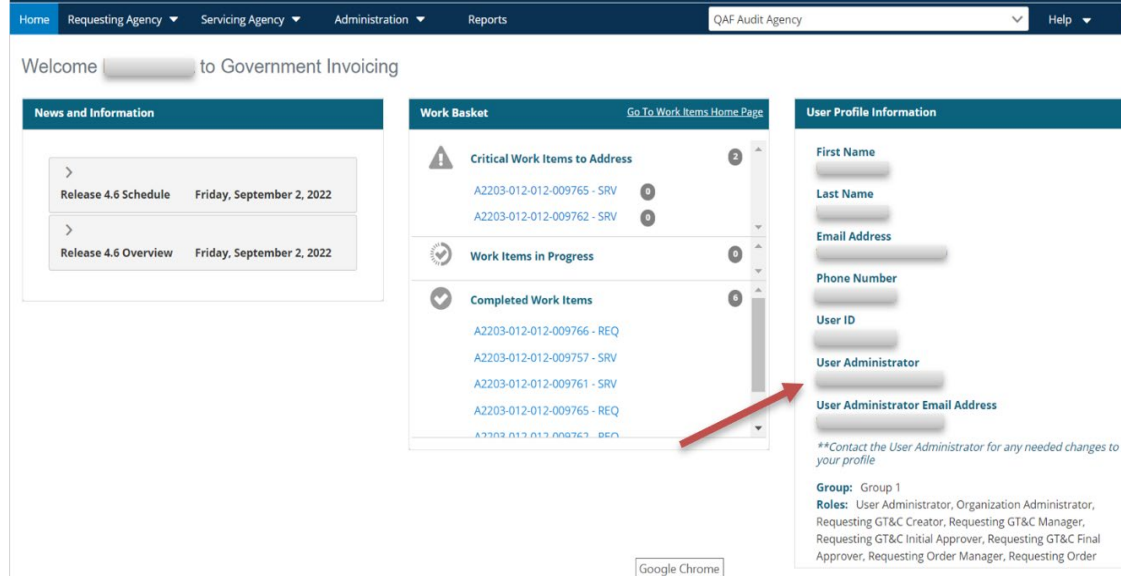 Home Requesting Agency Servicing Agency Administration Reports QAF Audit Agency Help
Welcome to Government Invoicing
News and Information
Release 4.6 Schedule Friday, September 2, 2022
Release 4.6 Overview Friday, September 2, 2022
Work Basket Go To Work Items Home Page
Critical Work Items to Address 2
A2203-012-012-009765 - SRV 0
A2203-012-012-009762 - SRV 0
Work Items in Progress 0
Completed Work Items 6
A2203-012-012-009766 - REQ
A2203-012-012-009757 - SRV
A2203-012-012-009761 - SRV
A2203-012-012-009765 - REQ
A2203-012-012-009762 - REQ
User Profile Information
First Name
Last Name
Email Address
Phone Number
User ID
User Administrator
User Administrator Email Address
**Contact the User Administrator for any needed changes to
your profile
Group: Group 1
Roles: User Administrator, Organization Administrator,
Requesting GT&C Creator, Requesting GT&C Manager,
Requesting GT&C Initial Approver, Requesting GT&C Final
Approver, Requesting Order Manager, Requesting Order
Google Chrome